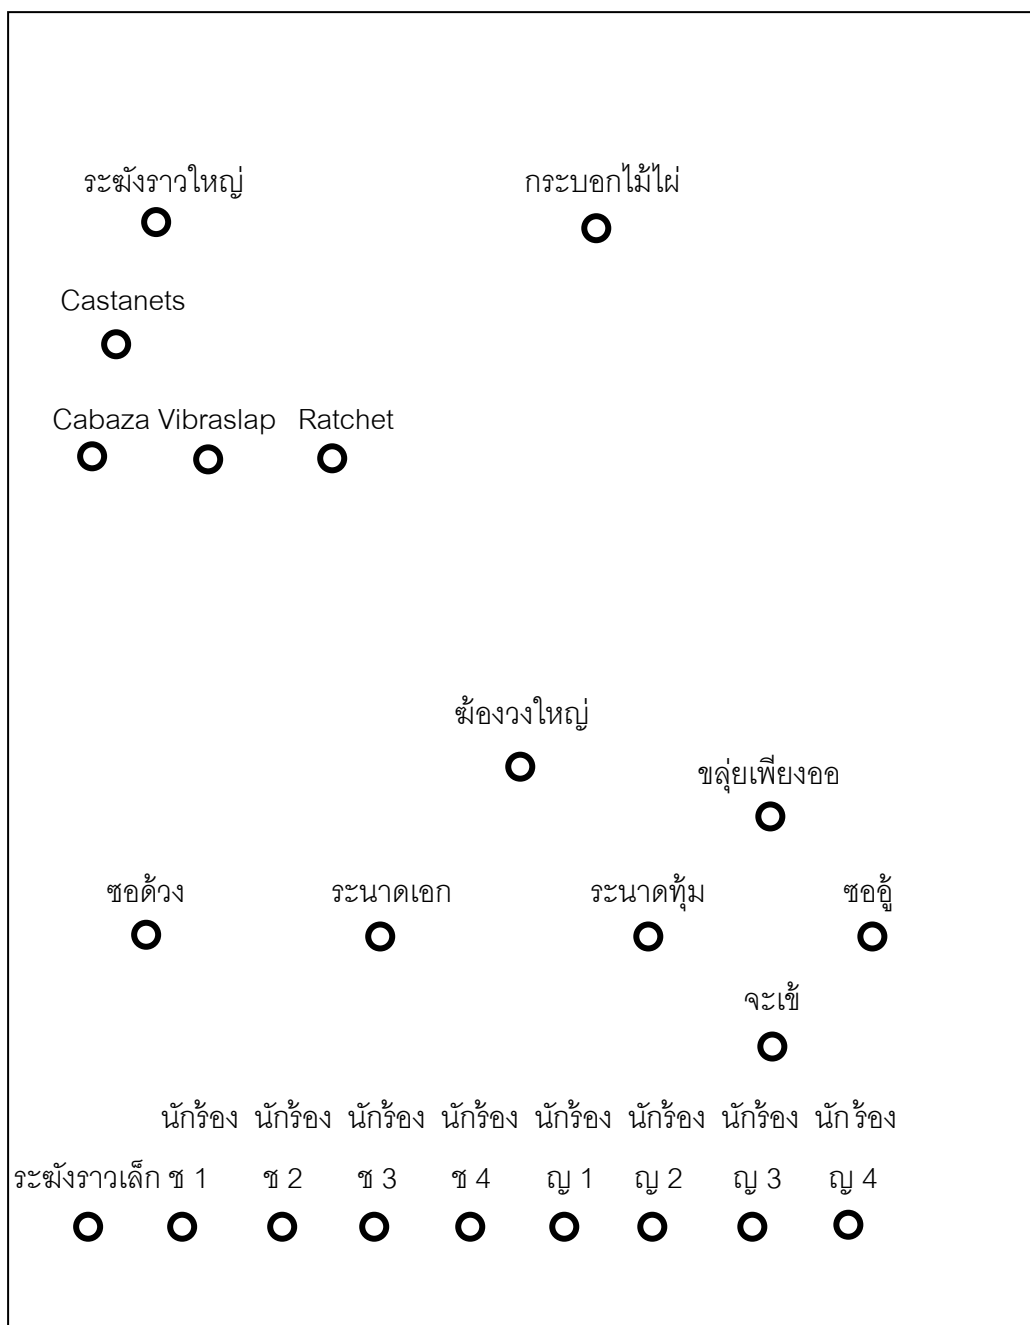 ระฆังราวใหญ่ กระบอกไม้ไผ่
Castanets
Cabaza Vibraslap Ratchet
ฆ้องวงใหญ่
ขลุ่ยเพียงออ
ซอด้วง ระนาดเอก ระนาดทุ้ม ซออู้
จะเข้
นักร้อง นักร้อง นักร้อง นักร้อง นักร้อง นักร้อง นักร้อง นักร้อง
ระฆังราวเล็ก ช 1 ช 2 ช 3 ช 4 ญ 1 ญ 2 ญ 3 ญ 4